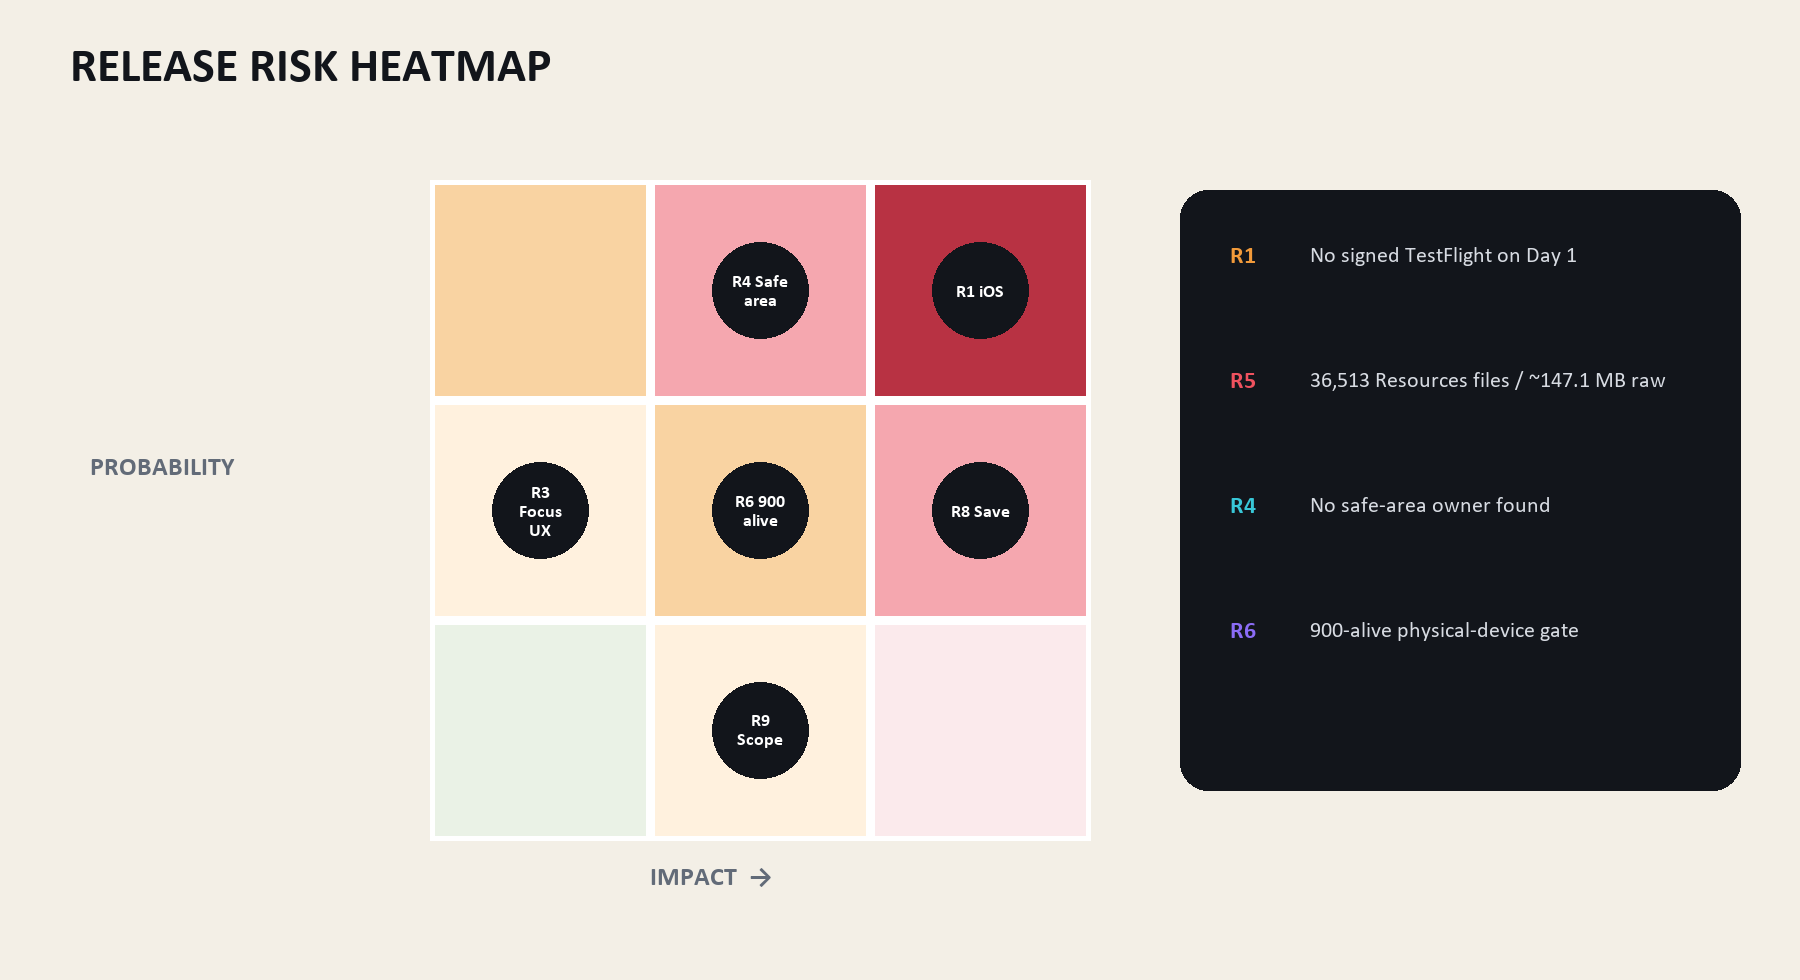 RELEASE RISK HEATMAP
PROBABILITY
R4 Safe
area
R1 iOS
R3
Focus
UX
R6 900
alive
R8 Save
R9
Scope
IMPACT →
R1 No signed TestFlight on Day 1
R5 36,513 Resources files / ~147.1 MB raw
R4 No safe-area owner found
R6 900-alive physical-device gate